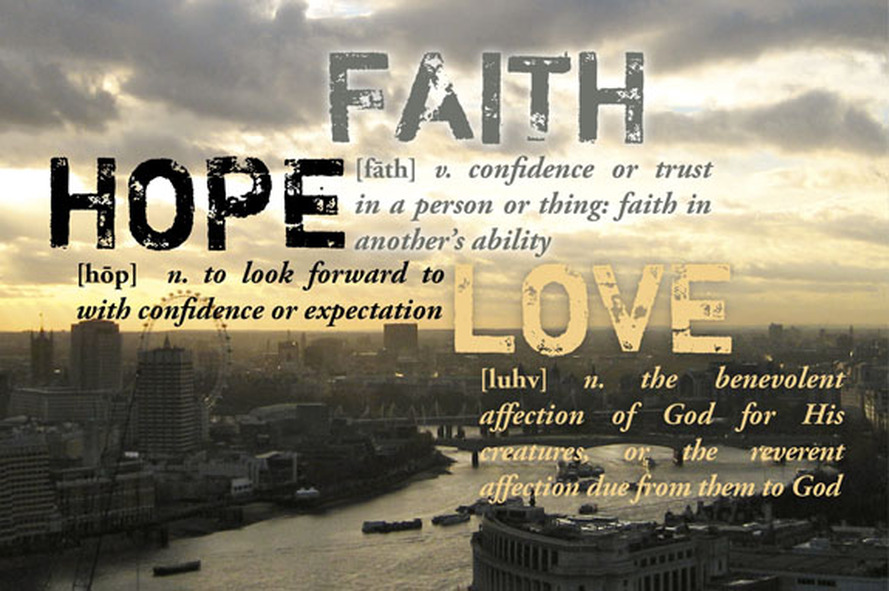 FAITH
[fāth] v. confidence or trust
in a person or thing: faith in
another's ability
HOPE
[hōp] n. to look forward to
with confidence or expectation
LOVE
[luhv] n. the benevolent
affection of God for His
creatures, or the reverent
affection due from them to God